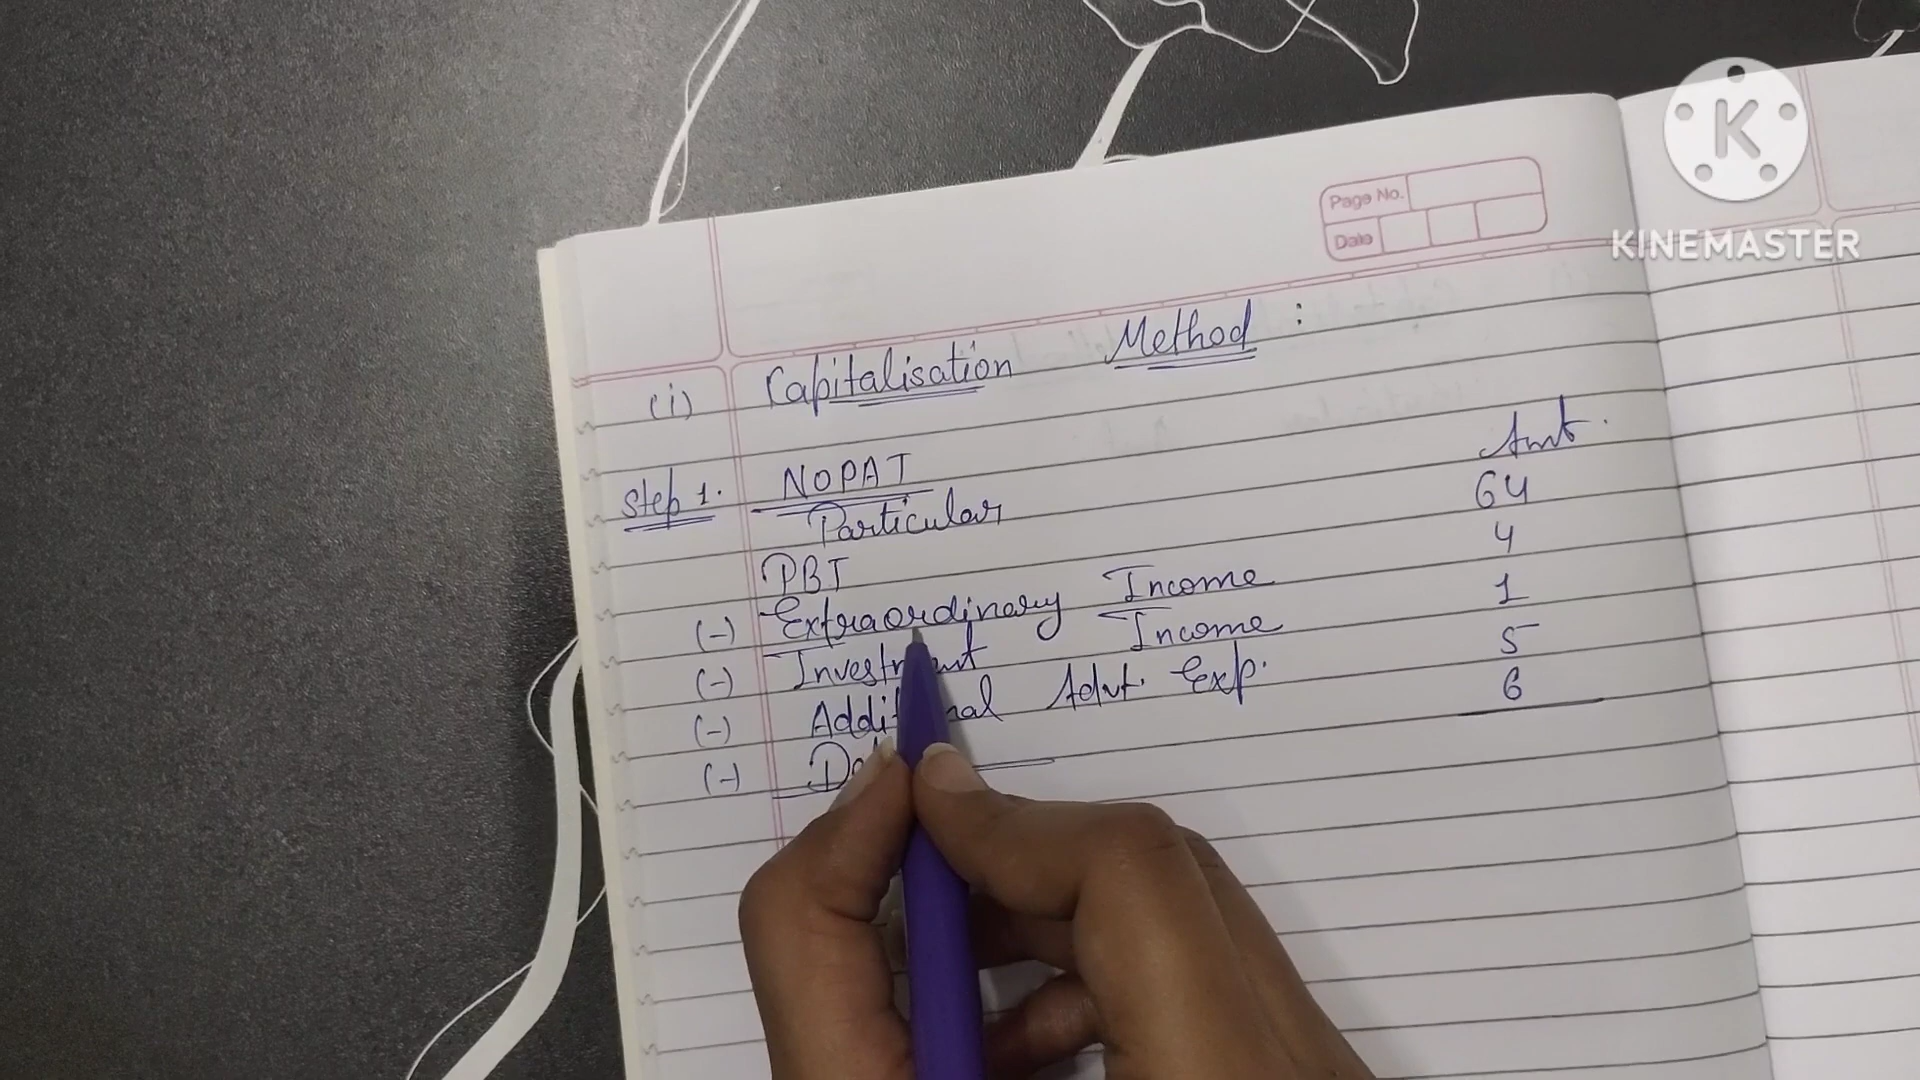 Page No.
Date
KINEMASTER
(i) Capitalisation Method :
Step 1. NOPAT
Particular Amt.
PBT 64
(-) Extraordinary Income 4
(-) Investment Income 1
(-) Additional Advt. Exp. 5
(-) 6